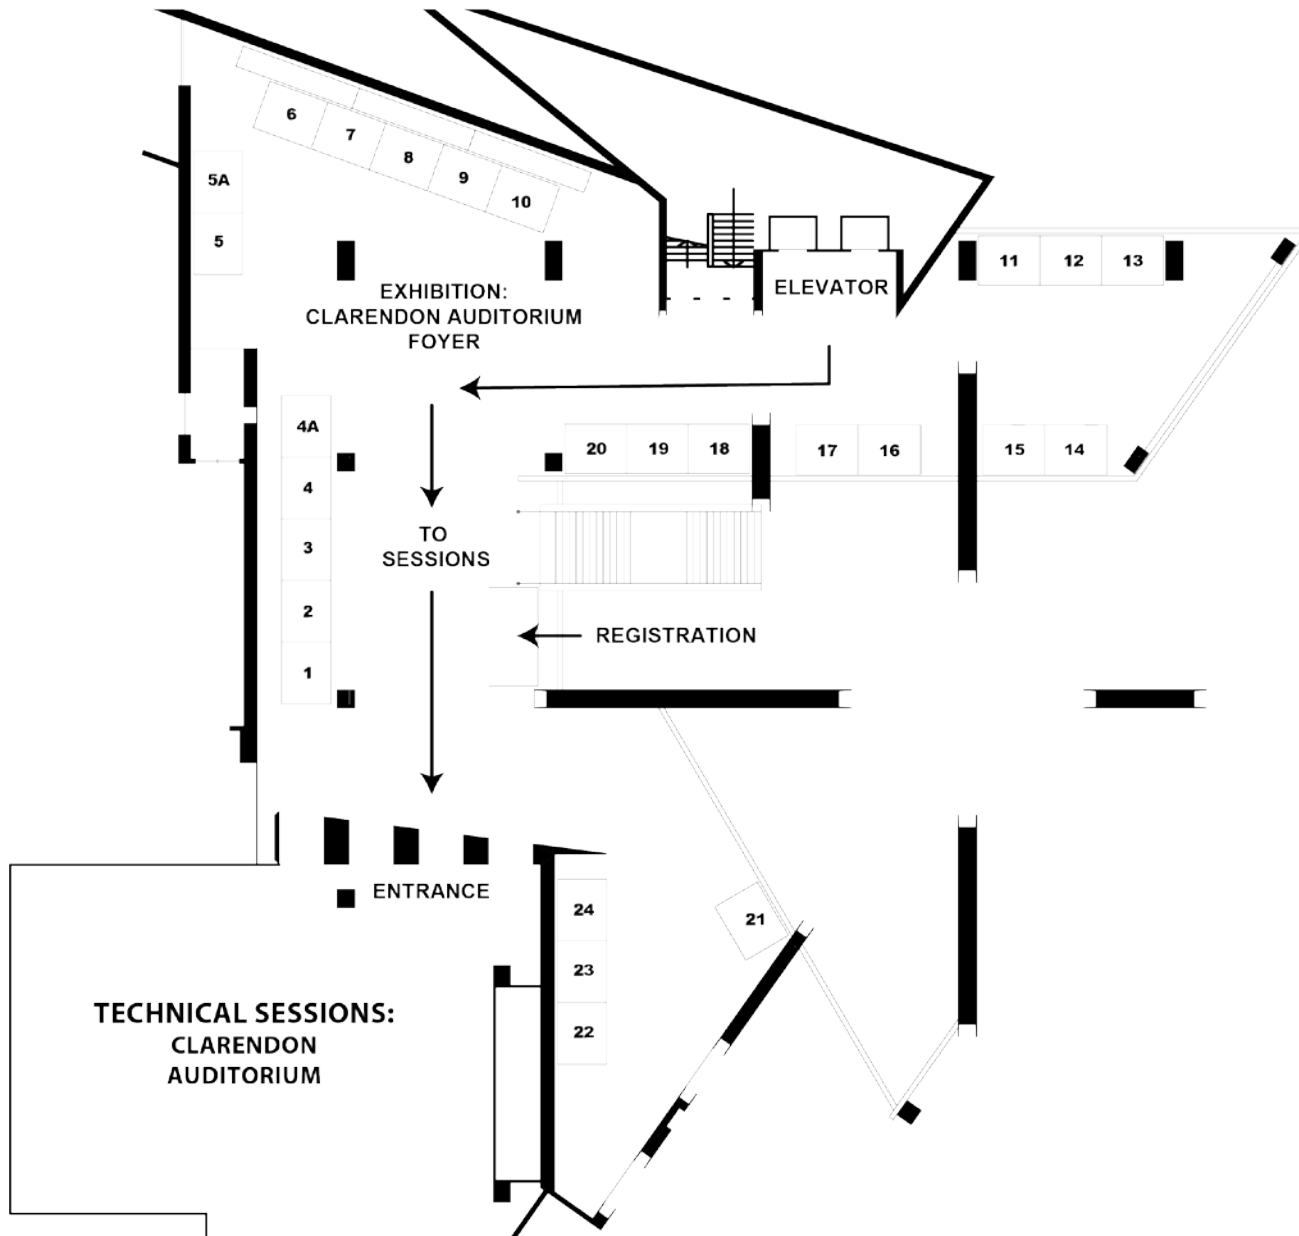 6
7
8
9
10
5A
5
11
12
13
ELEVATOR
EXHIBITION:
CLARENDON AUDITORIUM
FOYER
4A
4
3
2
1
20
19
18
17
16
15
14
TO
SESSIONS
REGISTRATION
ENTRANCE
24
23
22
21
TECHNICAL SESSIONS:
CLARENDON
AUDITORIUM